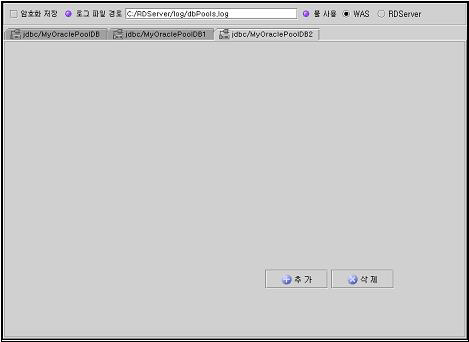 암호화 저장 로그 파일 경로 C:/RDServer/log/dbPools.log 풀 사용 WAS RDServer
jdbc/MyOraclePoolDB jdbc/MyOraclePoolDB1 jdbc/MyOraclePoolDB2
추 가 삭 제